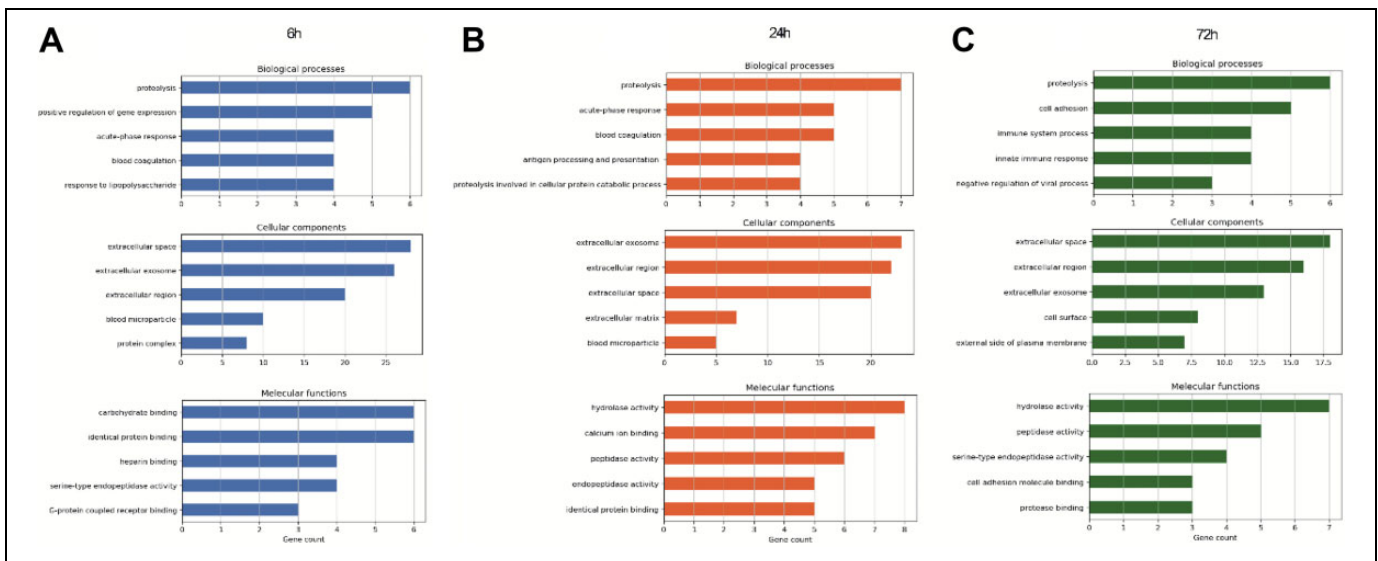 A
6h
Biological processes
proteolysis
positive regulation of gene expression
acute-phase response
blood coagulation
response to lipopolysaccharide
0 1 2 3 4 5 6
Cellular components
extracellular space
extracellular exosome
extracellular region
blood microparticle
protein complex
0 5 10 15 20 25
Molecular functions
carbohydrate binding
identical protein binding
heparin binding
serine-type endopeptidase activity
G-protein coupled receptor binding
0 1 2 3 4 5 6
Gene count
B
24h
Biological processes
proteolysis
acute-phase response
blood coagulation
antigen processing and presentation
proteolysis involved in cellular protein catabolic process
0 1 2 3 4 5 6 7
Cellular components
extracellular exosome
extracellular region
extracellular space
extracellular matrix
blood microparticle
0 5 10 15 20
Molecular functions
hydrolase activity
calcium ion binding
peptidase activity
endopeptidase activity
identical protein binding
0 1 2 3 4 5 6 7 8
Gene count
C
72h
Biological processes
proteolysis
cell adhesion
immune system process
innate immune response
negative regulation of viral process
0 1 2 3 4 5 6
Cellular components
extracellular space
extracellular region
extracellular exosome
cell surface
external side of plasma membrane
0.0 2.5 5.0 7.5 10.0 12.5 15.0 17.5
Molecular functions
hydrolase activity
peptidase activity
serine-type endopeptidase activity
cell adhesion molecule binding
protease binding
0 1 2 3 4 5 6 7
Gene count